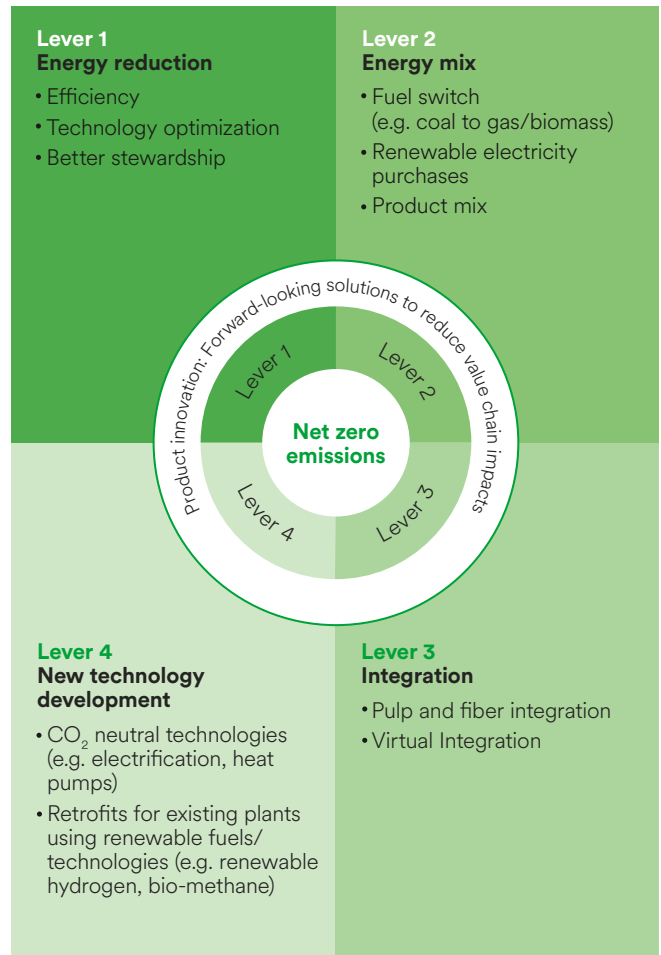 Lever 1
Energy reduction
• Efficiency
• Technology optimization
• Better stewardship
Lever 2
Energy mix
• Fuel switch
(e.g. coal to gas/biomass)
• Renewable electricity
purchases
• Product mix
Product innovation: Forward-looking solutions to reduce value chain impacts
Lever 1
Lever 2
Net zero
emissions
Lever 4
Lever 3
Lever 4
New technology
development
• CO₂ neutral technologies
(e.g. electrification, heat
pumps)
• Retrofits for existing plants
using renewable fuels/
technologies (e.g. renewable
hydrogen, bio-methane)
Lever 3
Integration
• Pulp and fiber integration
• Virtual Integration